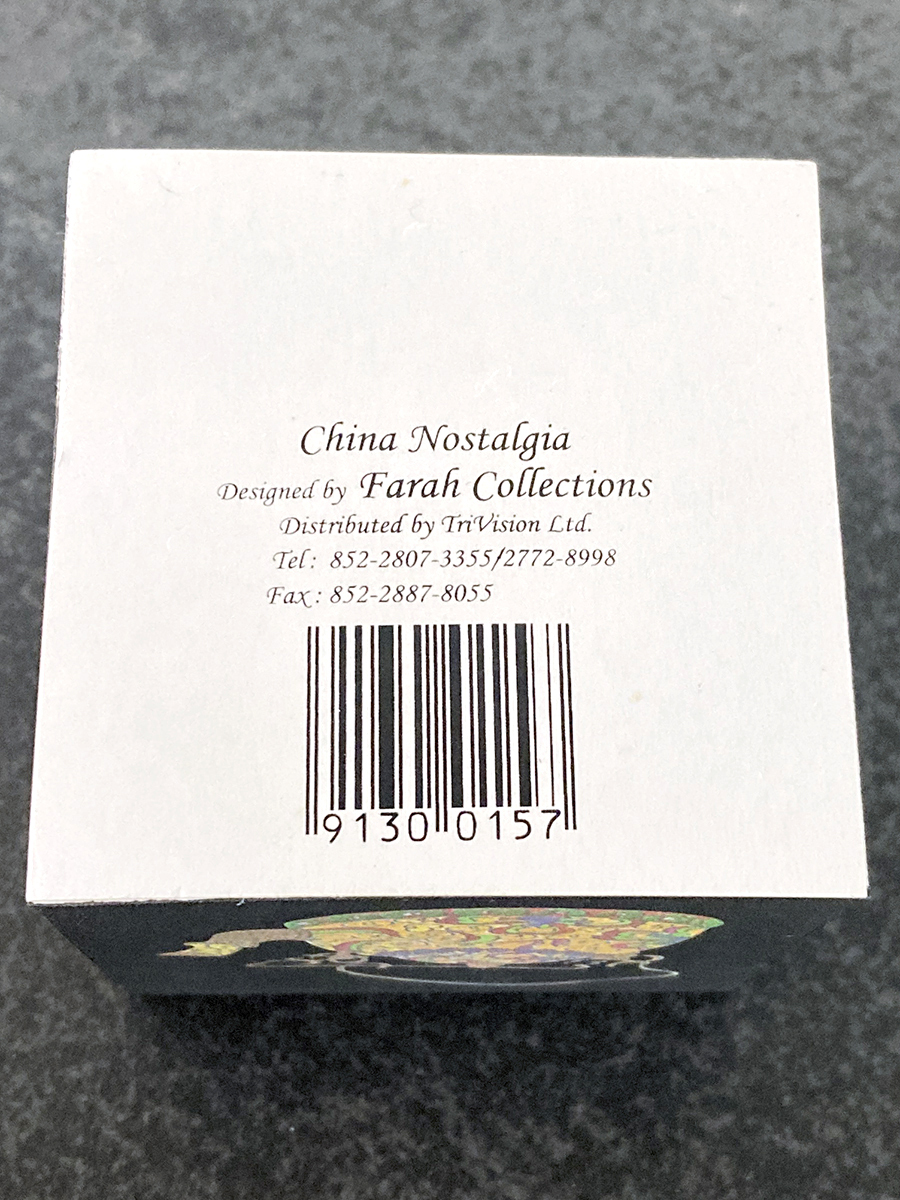 China Nostalgia
Designed by Farah Collections
Distributed by TriVision Ltd.
Tel: 852-2807-3355/2772-8998
Fax: 852-2887-8055
9130 0157